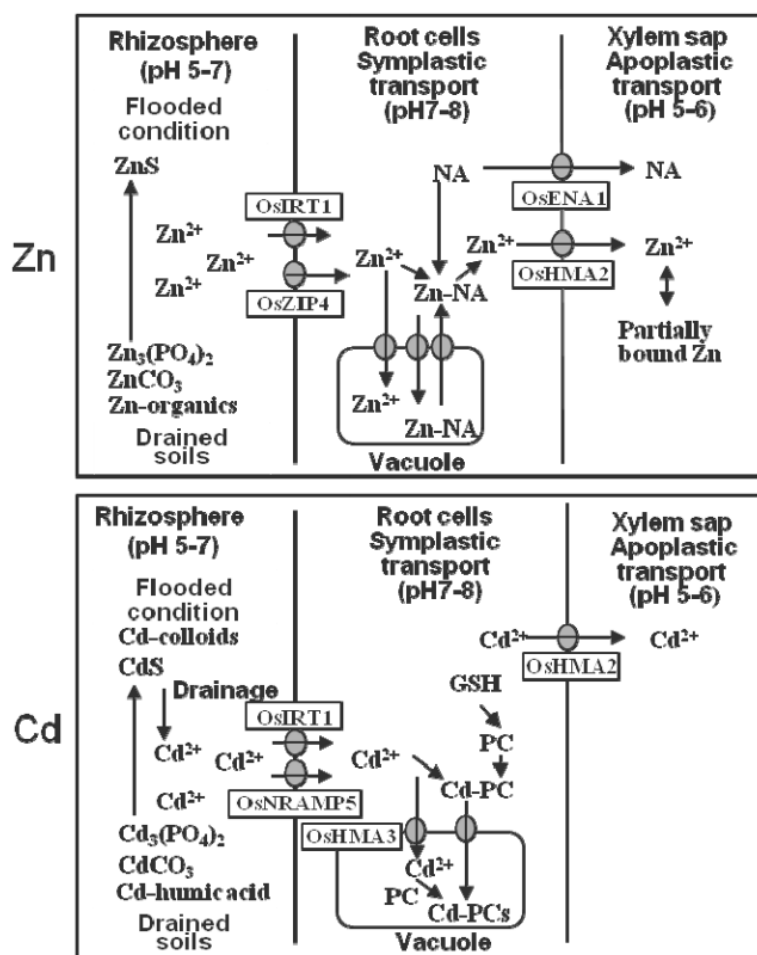 Zn
Rhizosphere
(pH 5-7)
Flooded
condition
ZnS
Zn²⁺
Zn²⁺
Zn²⁺
Zn₃(PO₄)₂
ZnCO₃
Zn-organics
Drained
soils
OsIRT1
OsZIP4
Root cells
Symplastic
transport
(pH7-8)
NA
Zn²⁺
Zn-NA
Zn²⁺
Zn²⁺
Zn-NA
Vacuole
OsENA1
OsHMA2
Xylem sap
Apoplastic
transport
(pH 5-6)
NA
Zn²⁺
Partially
bound Zn
Cd
Rhizosphere
(pH 5-7)
Flooded
condition
Cd-colloids
CdS
Drainage
Cd²⁺
Cd²⁺
Cd²⁺
Cd₃(PO₄)₂
CdCO₃
Cd-humic acid
Drained
soils
OsIRT1
OsNRAMP5
Root cells
Symplastic
transport
(pH7-8)
Cd²⁺
GSH
PC
Cd²⁺
Cd-PC
OsHMA3
Cd²⁺
PC
Cd-PCs
Vacuole
OsHMA2
Xylem sap
Apoplastic
transport
(pH 5-6)
Cd²⁺